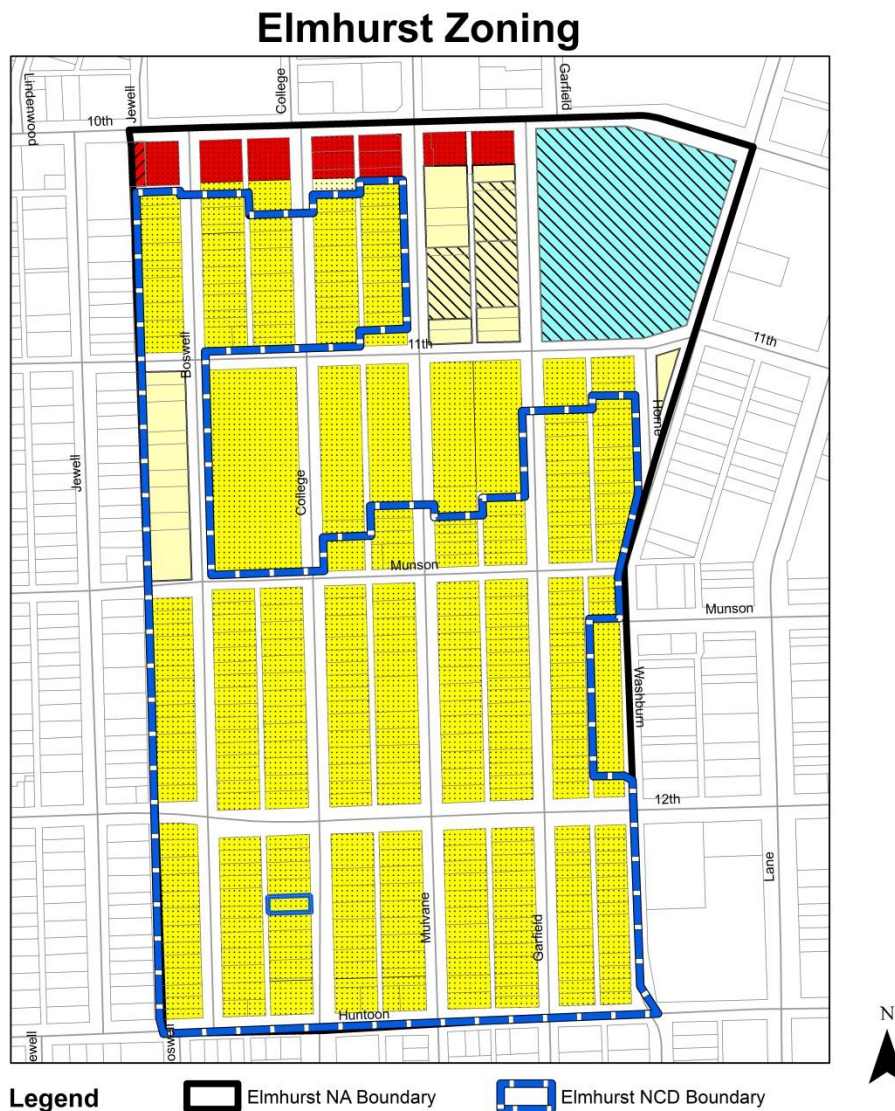 Elmhurst Zoning
Lindenwood
Jewell
College
Garfield
10th
Boswell
11th
11th
Horne
Jewell
College
Munson
Munson
Washburn
12th
Lane
Mulvane
Garfield
Huntoon
ewell
oswell
N
Legend
Elmhurst NA Boundary
Elmhurst NCD Boundary